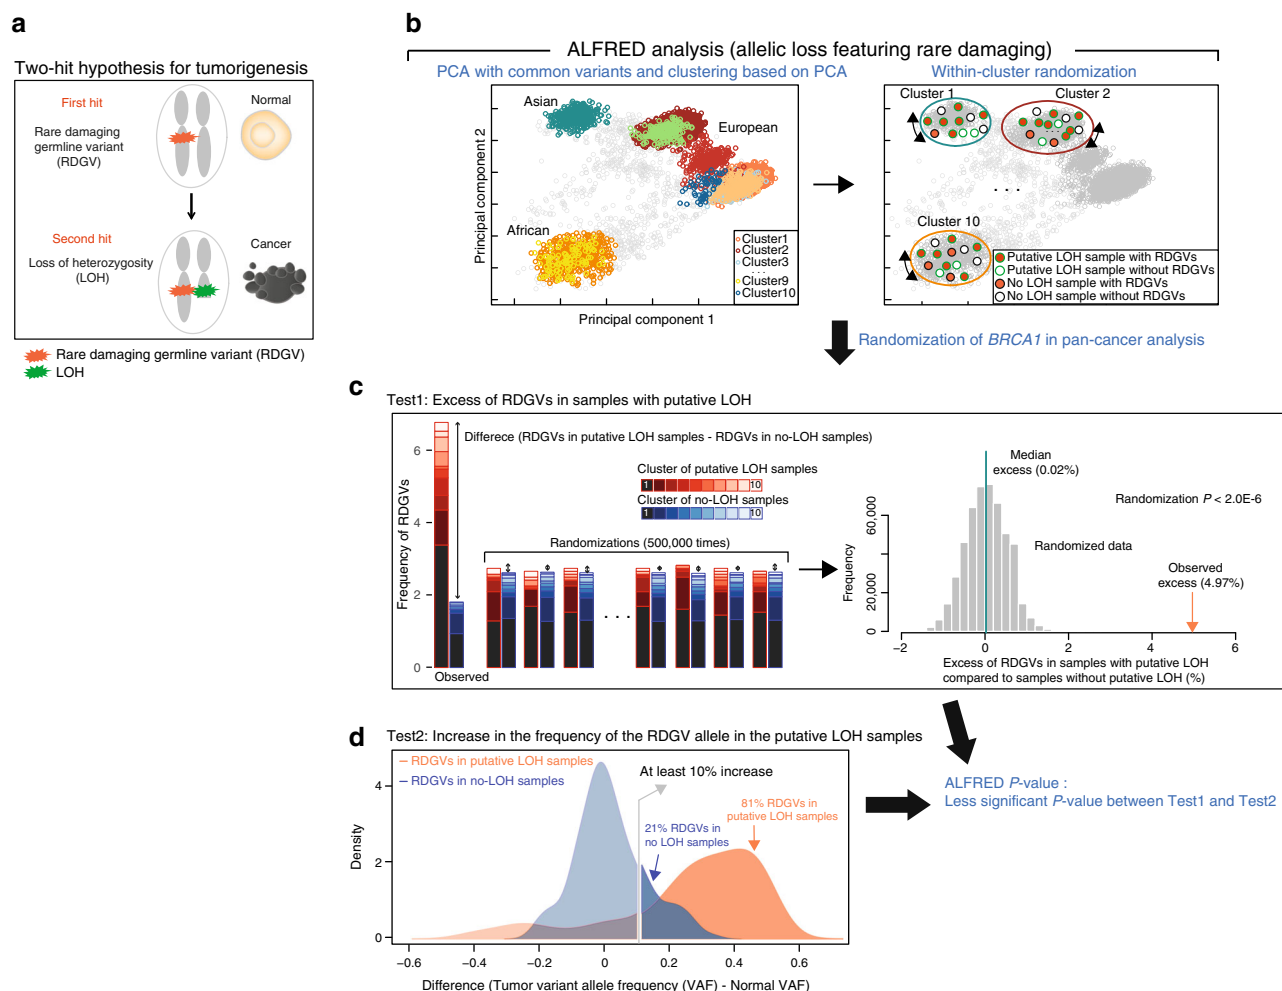 a
Two-hit hypothesis for tumorigenesis
First hit
Normal
Rare damaging
germline variant
(RDGV)
Second hit
Cancer
Loss of heterozygosity
(LOH)
Rare damaging germline variant (RDGV)
LOH
b
ALFRED analysis (allelic loss featuring rare damaging)
PCA with common variants and clustering based on PCA
Within-cluster randomization
Principal component 2
Asian
European
African
Cluster1
Cluster2
Cluster3
. . .
Cluster9
Cluster10
Principal component 1
Cluster 1
Cluster 2
. . .
Cluster 10
Putative LOH sample with RDGVs
Putative LOH sample without RDGVs
No LOH sample with RDGVs
No LOH sample without RDGVs
Randomization of BRCA1 in pan-cancer analysis
c
Test1: Excess of RDGVs in samples with putative LOH
Frequency of RDGVs
6
4
2
0
Differece (RDGVs in putative LOH samples - RDGVs in no-LOH samples)
Cluster of putative LOH samples
1 10
Cluster of no-LOH samples
1 10
Randomizations (500,000 times)
. . .
Observed
Frequency
60,000
20,000
0
Median
excess (0.02%)
Randomization P < 2.0E-6
Randomized data
Observed
excess (4.97%)
−2 0 2 4 6
Excess of RDGVs in samples with putative LOH
compared to samples without putative LOH (%)
d
Test2: Increase in the frequency of the RDGV allele in the putative LOH samples
RDGVs in putative LOH samples
RDGVs in no-LOH samples
At least 10% increase
81% RDGVs in
putative LOH samples
21% RDGVs in
no LOH samples
Density
4
2
0
−0.6 −0.4 −0.2 0 0.2 0.4 0.6
Difference (Tumor variant allele frequency (VAF) - Normal VAF)
ALFRED P-value :
Less significant P-value between Test1 and Test2